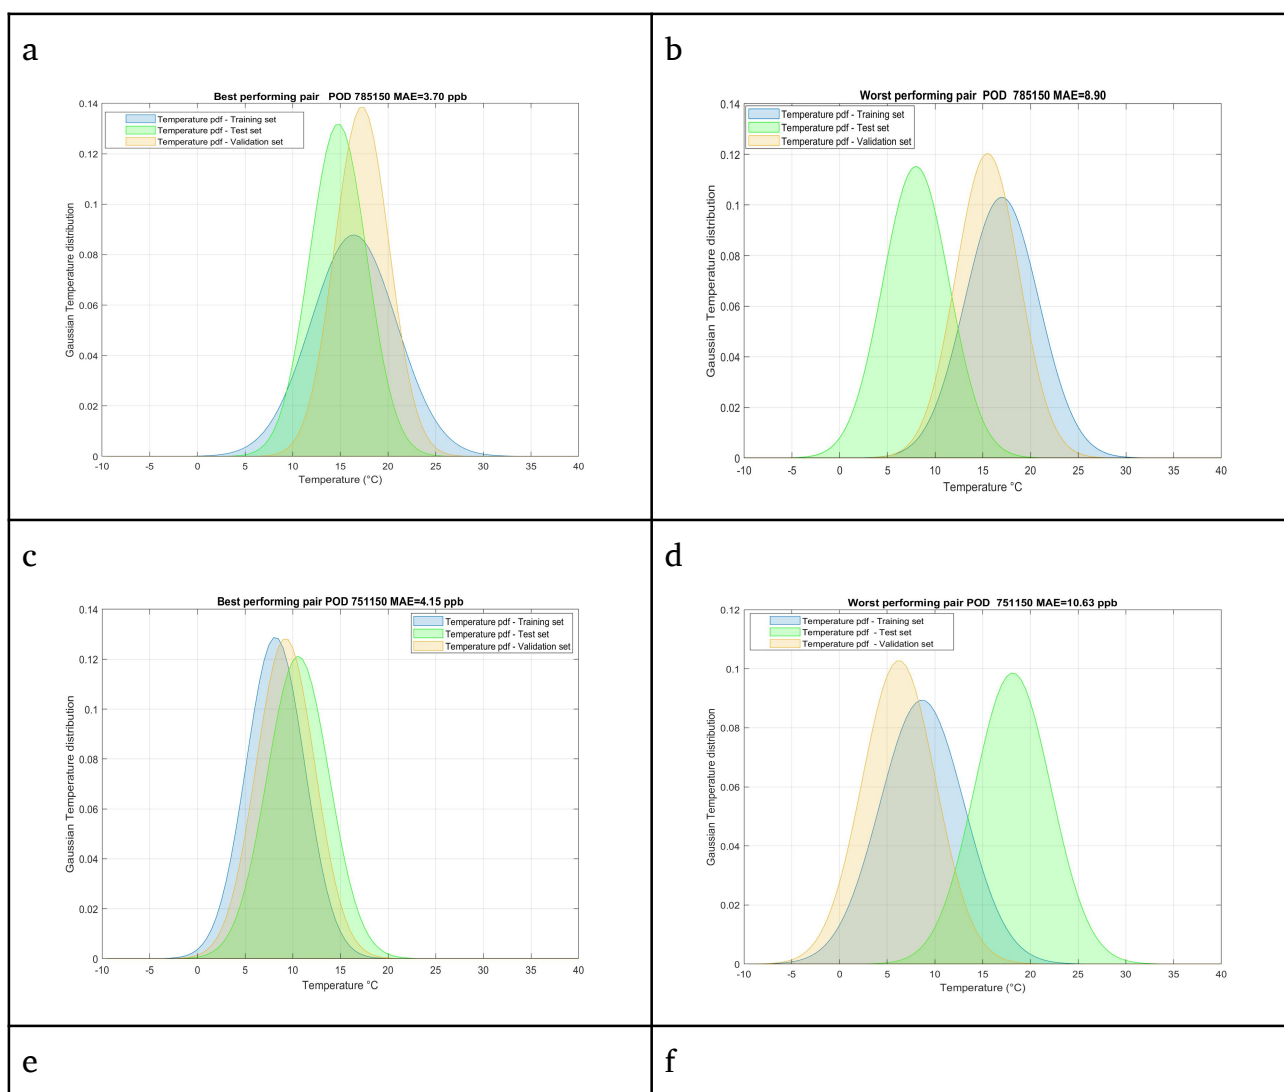 a
Best performing pair POD 785150 MAE=3.70 ppb
Temperature pdf - Training set
Temperature pdf - Test set
Temperature pdf - Validation set
Gaussian Temperature distribution
0.14
0.12
0.1
0.08
0.06
0.04
0.02
0
-10 -5 0 5 10 15 20 25 30 35 40
Temperature (°C)
b
Worst performing pair POD 785150 MAE=8.90
Temperature pdf - Training set
Temperature pdf - Test set
Temperature pdf - Validation set
Gaussian Temperature distribution
0.14
0.12
0.1
0.08
0.06
0.04
0.02
0
-10 -5 0 5 10 15 20 25 30 35 40
Temperature °C
c
Best performing pair POD 751150 MAE=4.15 ppb
Temperature pdf - Training set
Temperature pdf - Test set
Temperature pdf - Validation set
Gaussian Temperature distribution
0.14
0.12
0.1
0.08
0.06
0.04
0.02
0
-10 -5 0 5 10 15 20 25 30 35 40
Temperature °C
d
Worst performing pair POD 751150 MAE=10.63 ppb
Temperature pdf - Training set
Temperature pdf - Test set
Temperature pdf - Validation set
Gaussian Temperature distribution
0.12
0.1
0.08
0.06
0.04
0.02
0
-10 -5 0 5 10 15 20 25 30 35 40
Temperature (°C)
e
f